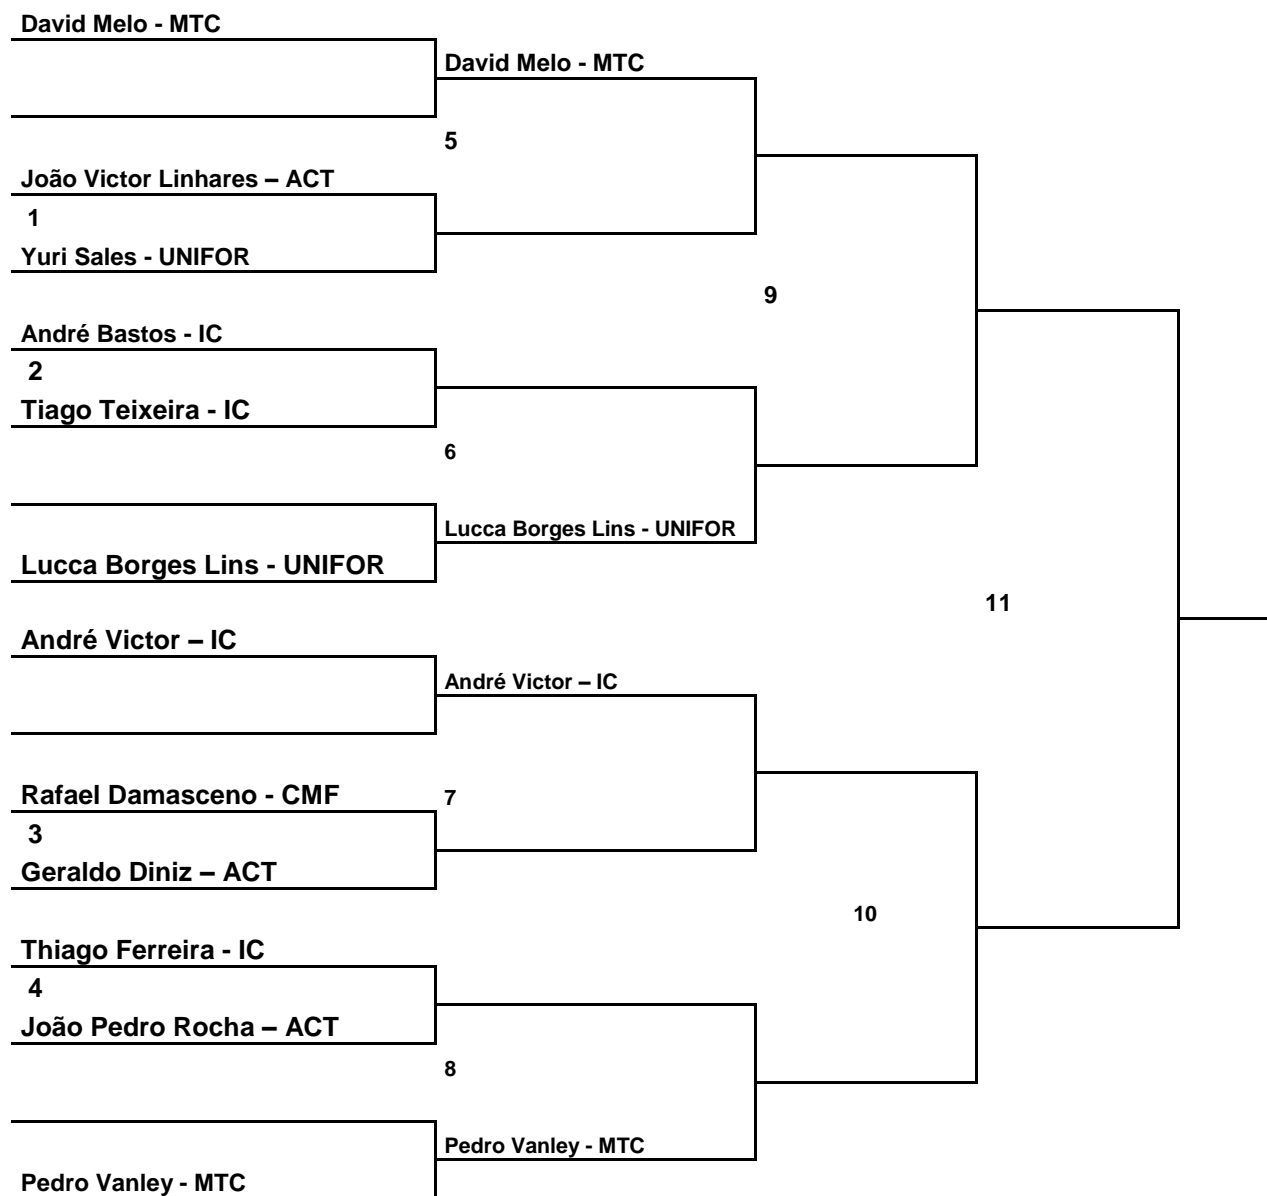 David Melo - MTC
David Melo - MTC
5
João Victor Linhares – ACT
1
Yuri Sales - UNIFOR
9
André Bastos - IC
2
Tiago Teixeira - IC
6
Lucca Borges Lins - UNIFOR
Lucca Borges Lins - UNIFOR
11
André Victor – IC
André Victor – IC
Rafael Damasceno - CMF
7
3
Geraldo Diniz – ACT
10
Thiago Ferreira - IC
4
João Pedro Rocha – ACT
8
Pedro Vanley - MTC
Pedro Vanley - MTC